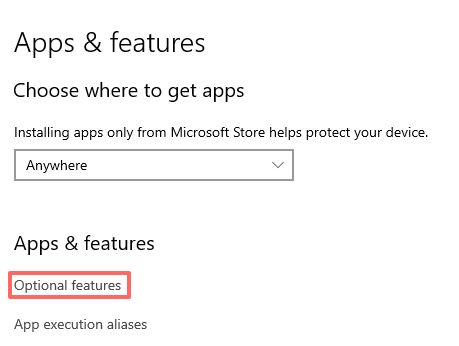 Apps & features
Choose where to get apps
Installing apps only from Microsoft Store helps protect your device.
Anywhere
Apps & features
Optional features
App execution aliases